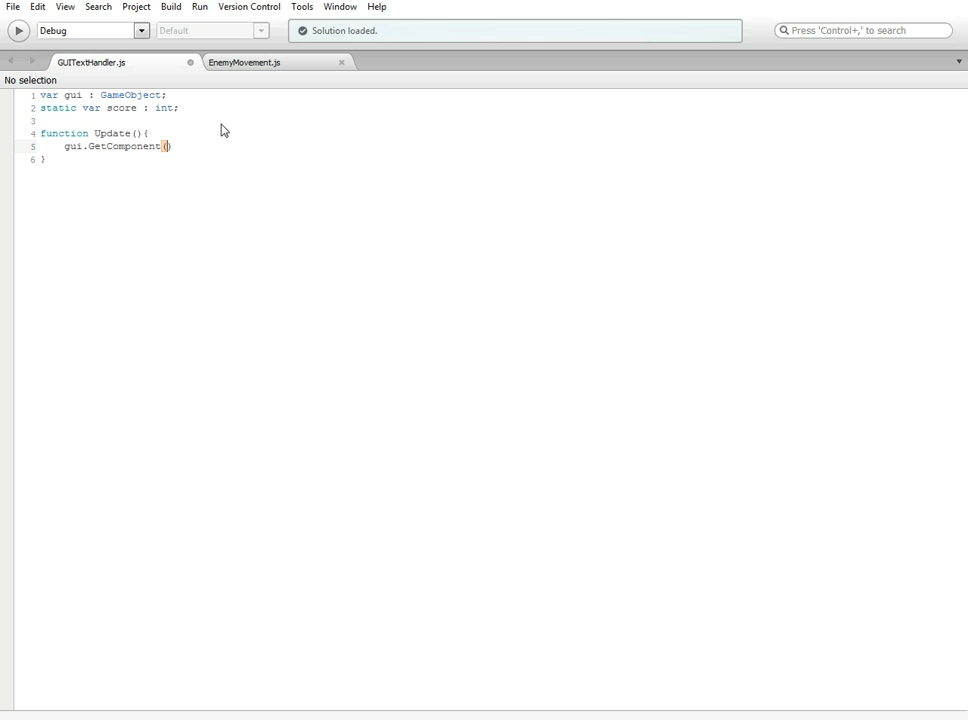 File Edit View Search Project Build Run Version Control Tools Window Help
Debug Default Solution loaded. Press 'Control+,' to search
GUITextHandler.js EnemyMovement.js
No selection
1 var gui : GameObject;
2 static var score : int;
3
4 function Update(){
5 gui.GetComponent()
6 }